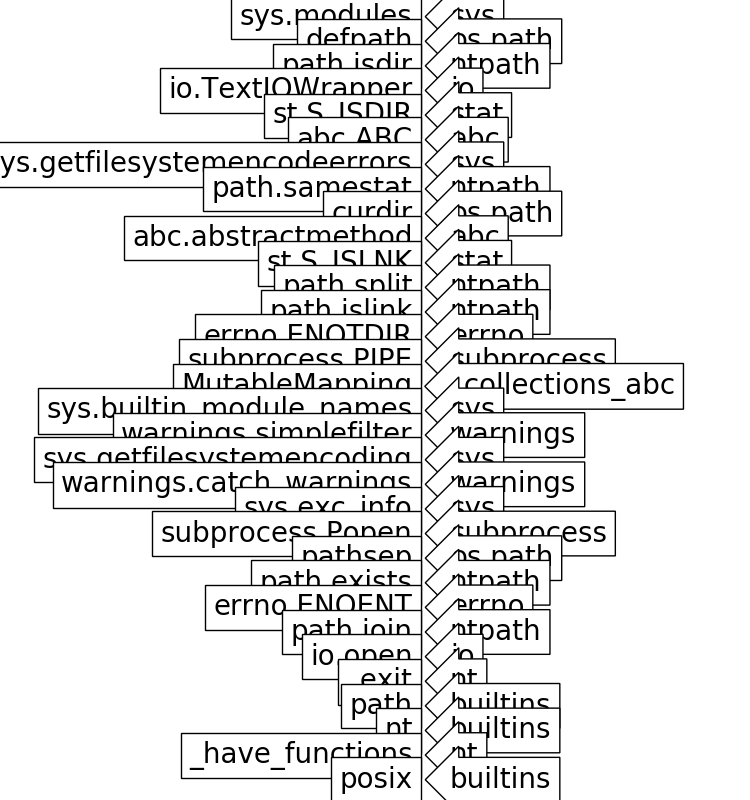 sys.modules sys
defpath os.path
path.isdir ntpath
io.TextIOWrapper io
st.S_ISDIR stat
abc.ABC abc
sys.getfilesystemencodeerrors sys
path.samestat ntpath
curdir os.path
abc.abstractmethod abc
st.S_ISLNK stat
path.split ntpath
path.islink ntpath
errno.ENOTDIR errno
subprocess.PIPE subprocess
MutableMapping collections_abc
sys.builtin_module_names sys
warnings.simplefilter warnings
sys.getfilesystemencoding sys
warnings.catch_warnings warnings
sys.exc_info sys
subprocess.Popen subprocess
pathsep os.path
path.exists ntpath
errno.ENOENT errno
path.join ntpath
io.open io
exit nt
path builtins
nt builtins
_have_functions nt
posix builtins